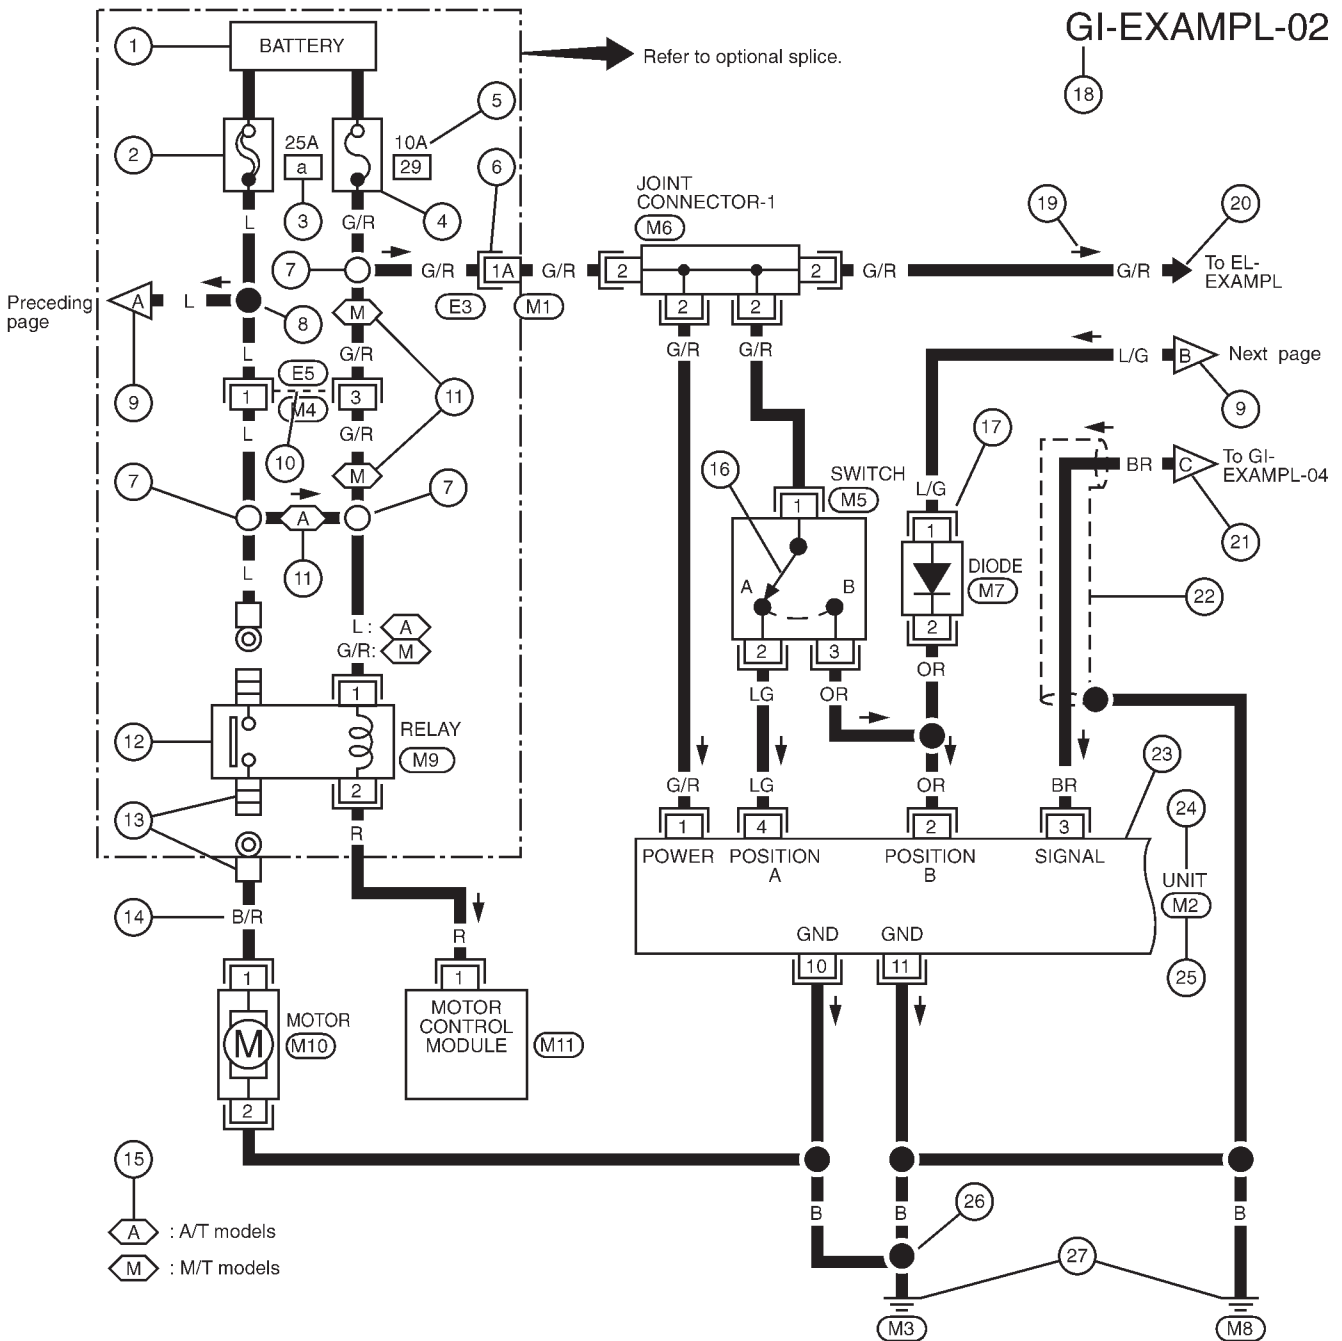 GI-EXAMPL-02
18
1
BATTERY
Refer to optional splice.
5
2
25A
a
10A
29
6
3
4
JOINT
CONNECTOR-1
M6
19
20
L
G/R
7
G/R
1A
G/R
2
2
G/R
G/R
To EL-
EXAMPL
E3
M1
Preceding
page
A
L
8
M
2
2
G/R
G/R
L/G
B
Next page
L
G/R
E5
9
1
3
11
9
M4
17
L
G/R
10
16
SWITCH
M5
BR
C
To GI-
EXAMPL-04
7
M
7
L/G
1
1
A
21
11
L
A
B
DIODE
M7
22
L :
A
G/R:
M
2
3
2
1
LG
OR
OR
12
RELAY
M9
2
23
G/R
LG
OR
BR
13
R
1
4
2
3
24
POWER
POSITION
A
POSITION
B
SIGNAL
UNIT
M2
14
B/R
R
GND
GND
10
11
25
1
1
MOTOR
M10
M
MOTOR
CONTROL
MODULE
M11
2
15
26
B
B
B
A
: A/T models
M
: M/T models
27
M3
M8